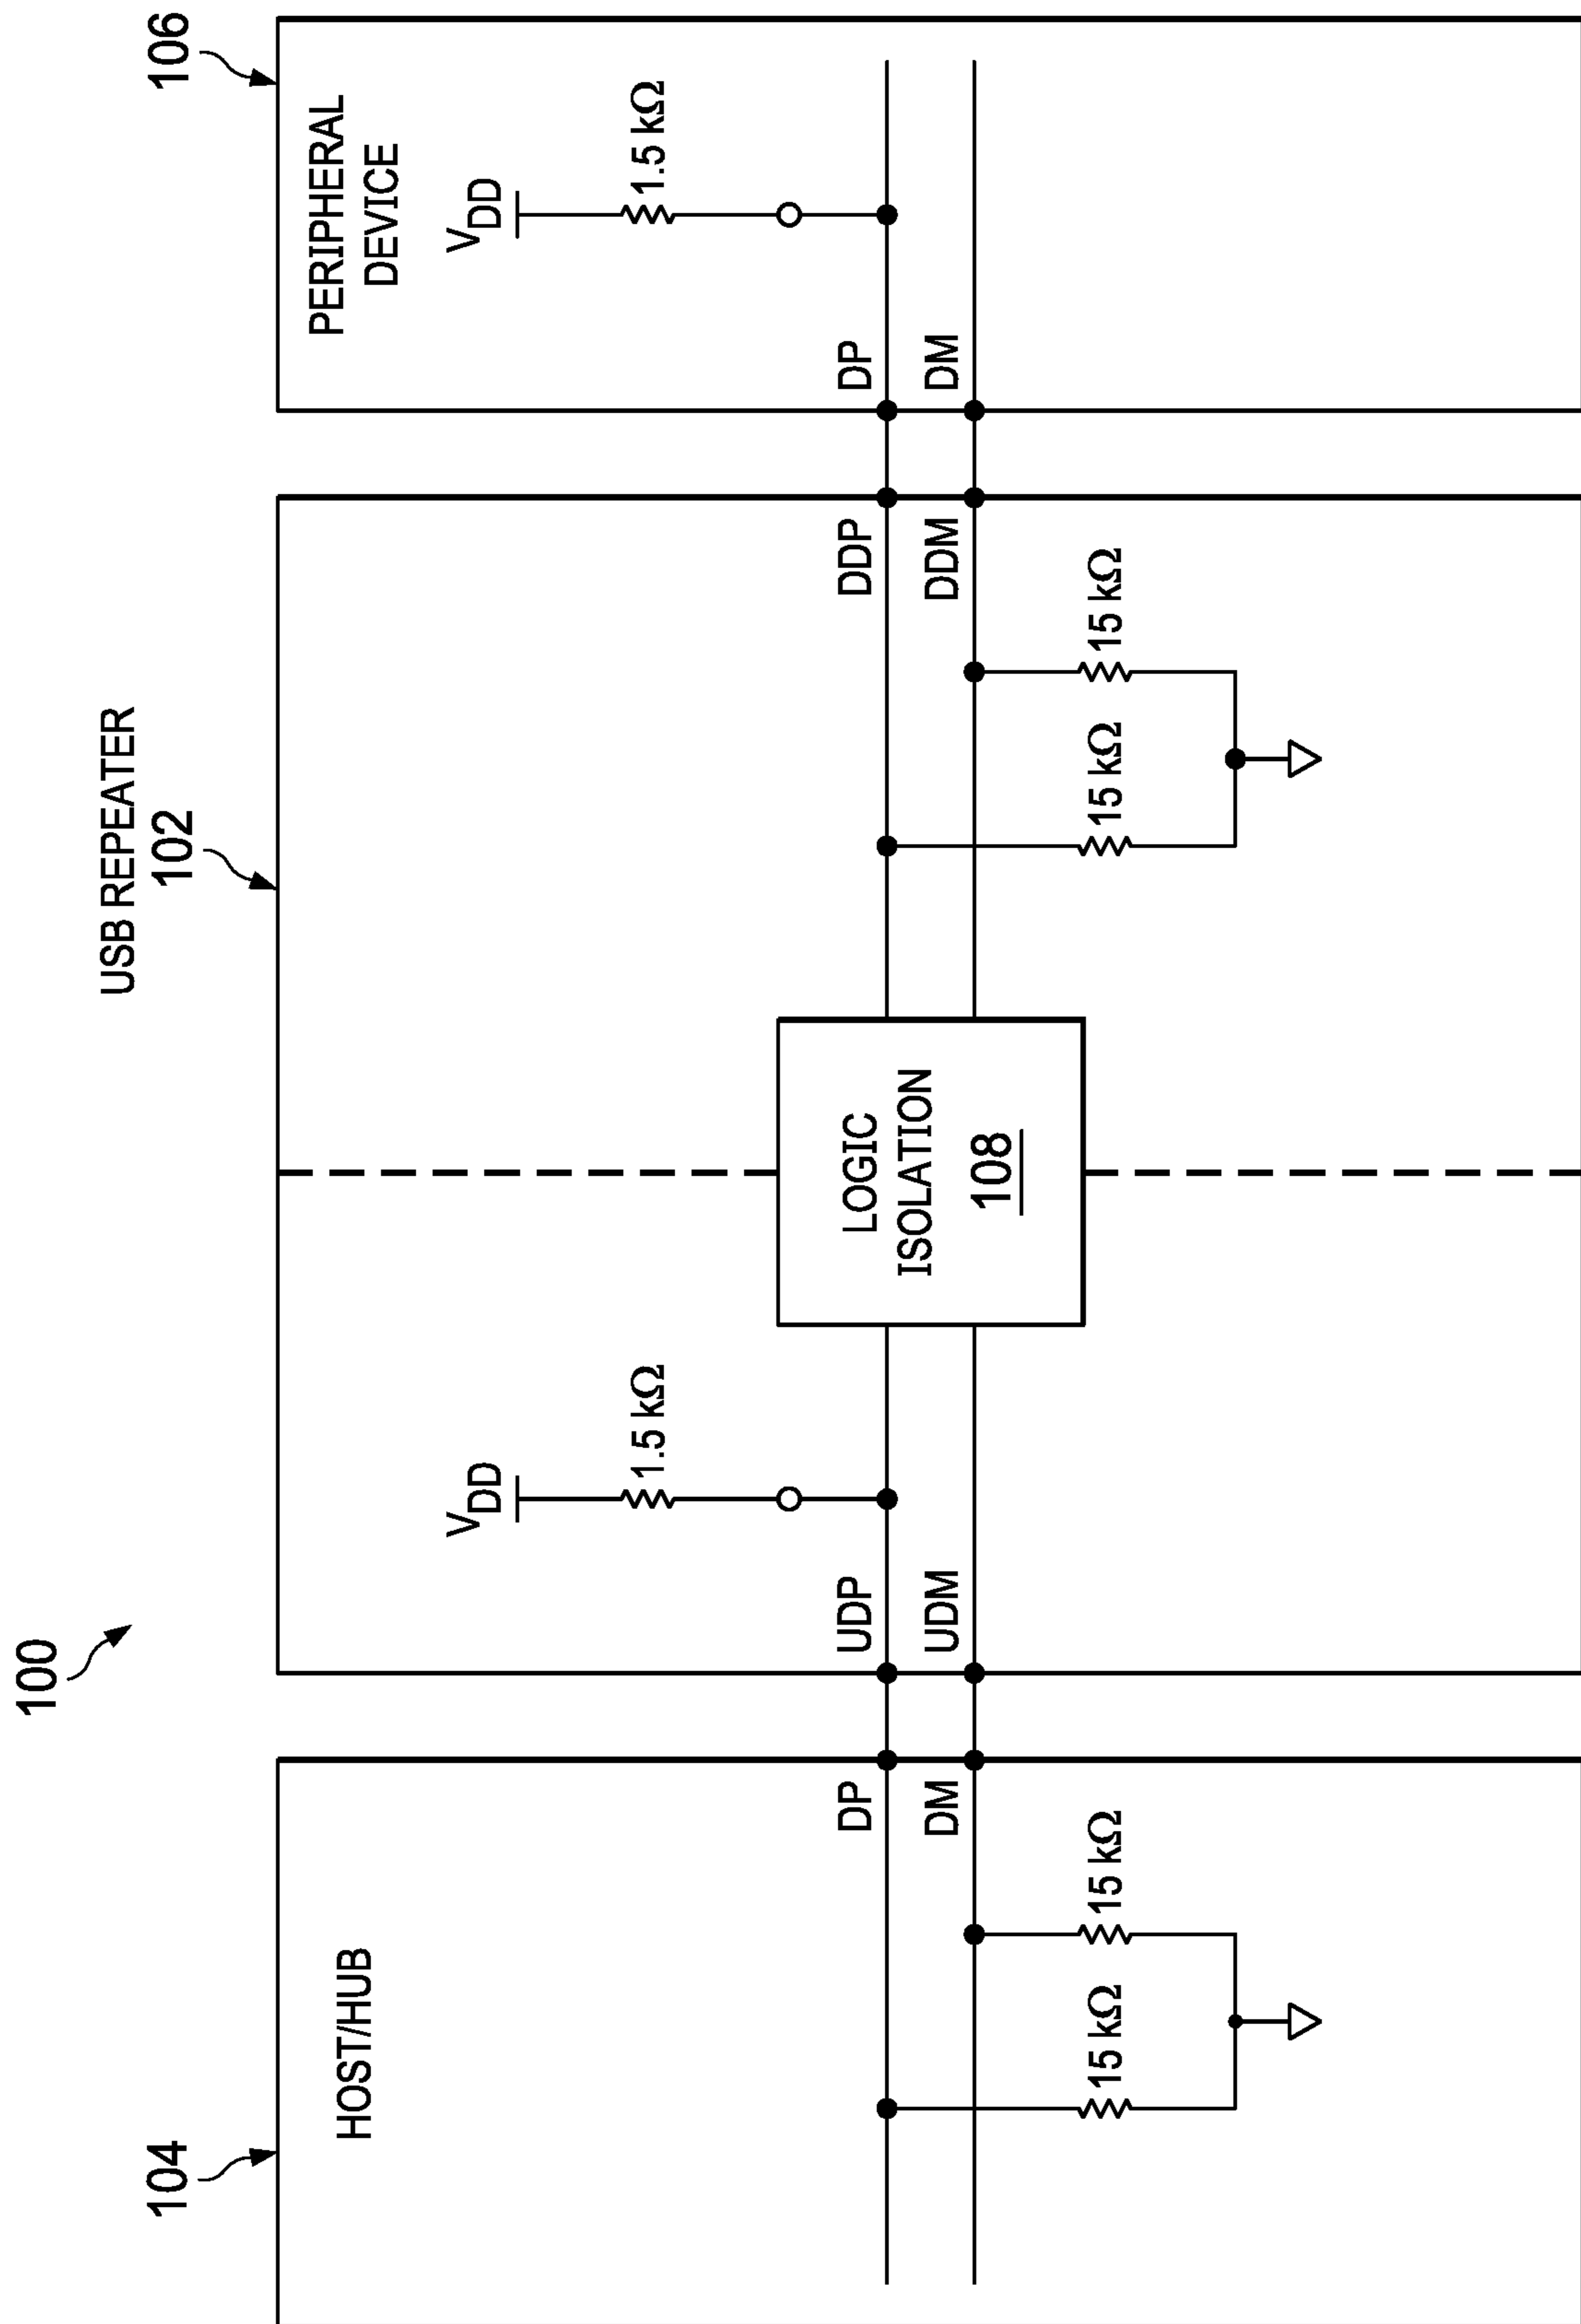 100
USB REPEATER
104
102
106
HOST/HUB
PERIPHERAL
DEVICE
VDD
VDD
1.5 kΩ
1.5 kΩ
DP
UDP
DDP
DP
DM
UDM
DDM
DM
LOGIC
ISOLATION
108
15 kΩ
15 kΩ
15 kΩ
15 kΩ